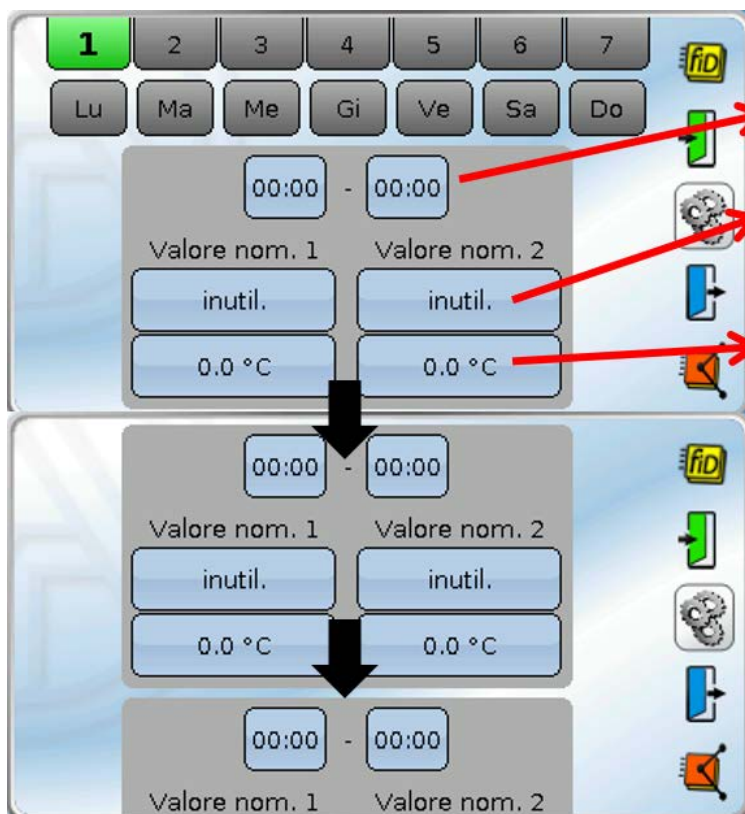 1 2 3 4 5 6 7
Lu Ma Me Gi Ve Sa Do
00:00 - 00:00
Valore nom. 1 Valore nom. 2
inutil. inutil.
0.0 °C 0.0 °C
00:00 - 00:00
Valore nom. 1 Valore nom. 2
inutil. inutil.
0.0 °C 0.0 °C
00:00 - 00:00
Valore nom. 1 Valore nom. 2
fiD
fiD